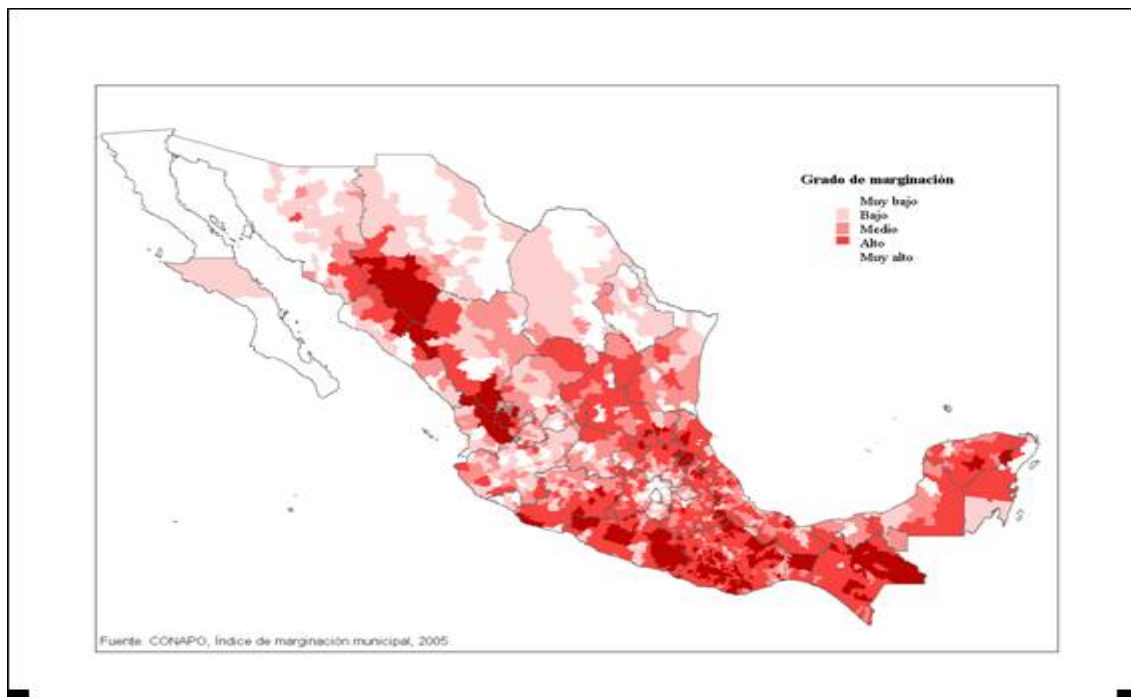 Grado de marginación
Muy bajo
Bajo
Medio
Alto
Muy alto
Fuente: CONAPO, Índice de marginación municipal, 2005.